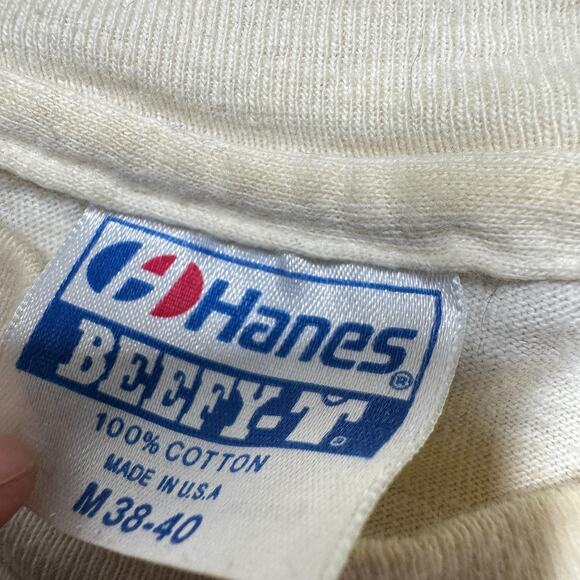 Hanes®
BEEFY-T®
100% COTTON
MADE IN U.S.A
M 38-40